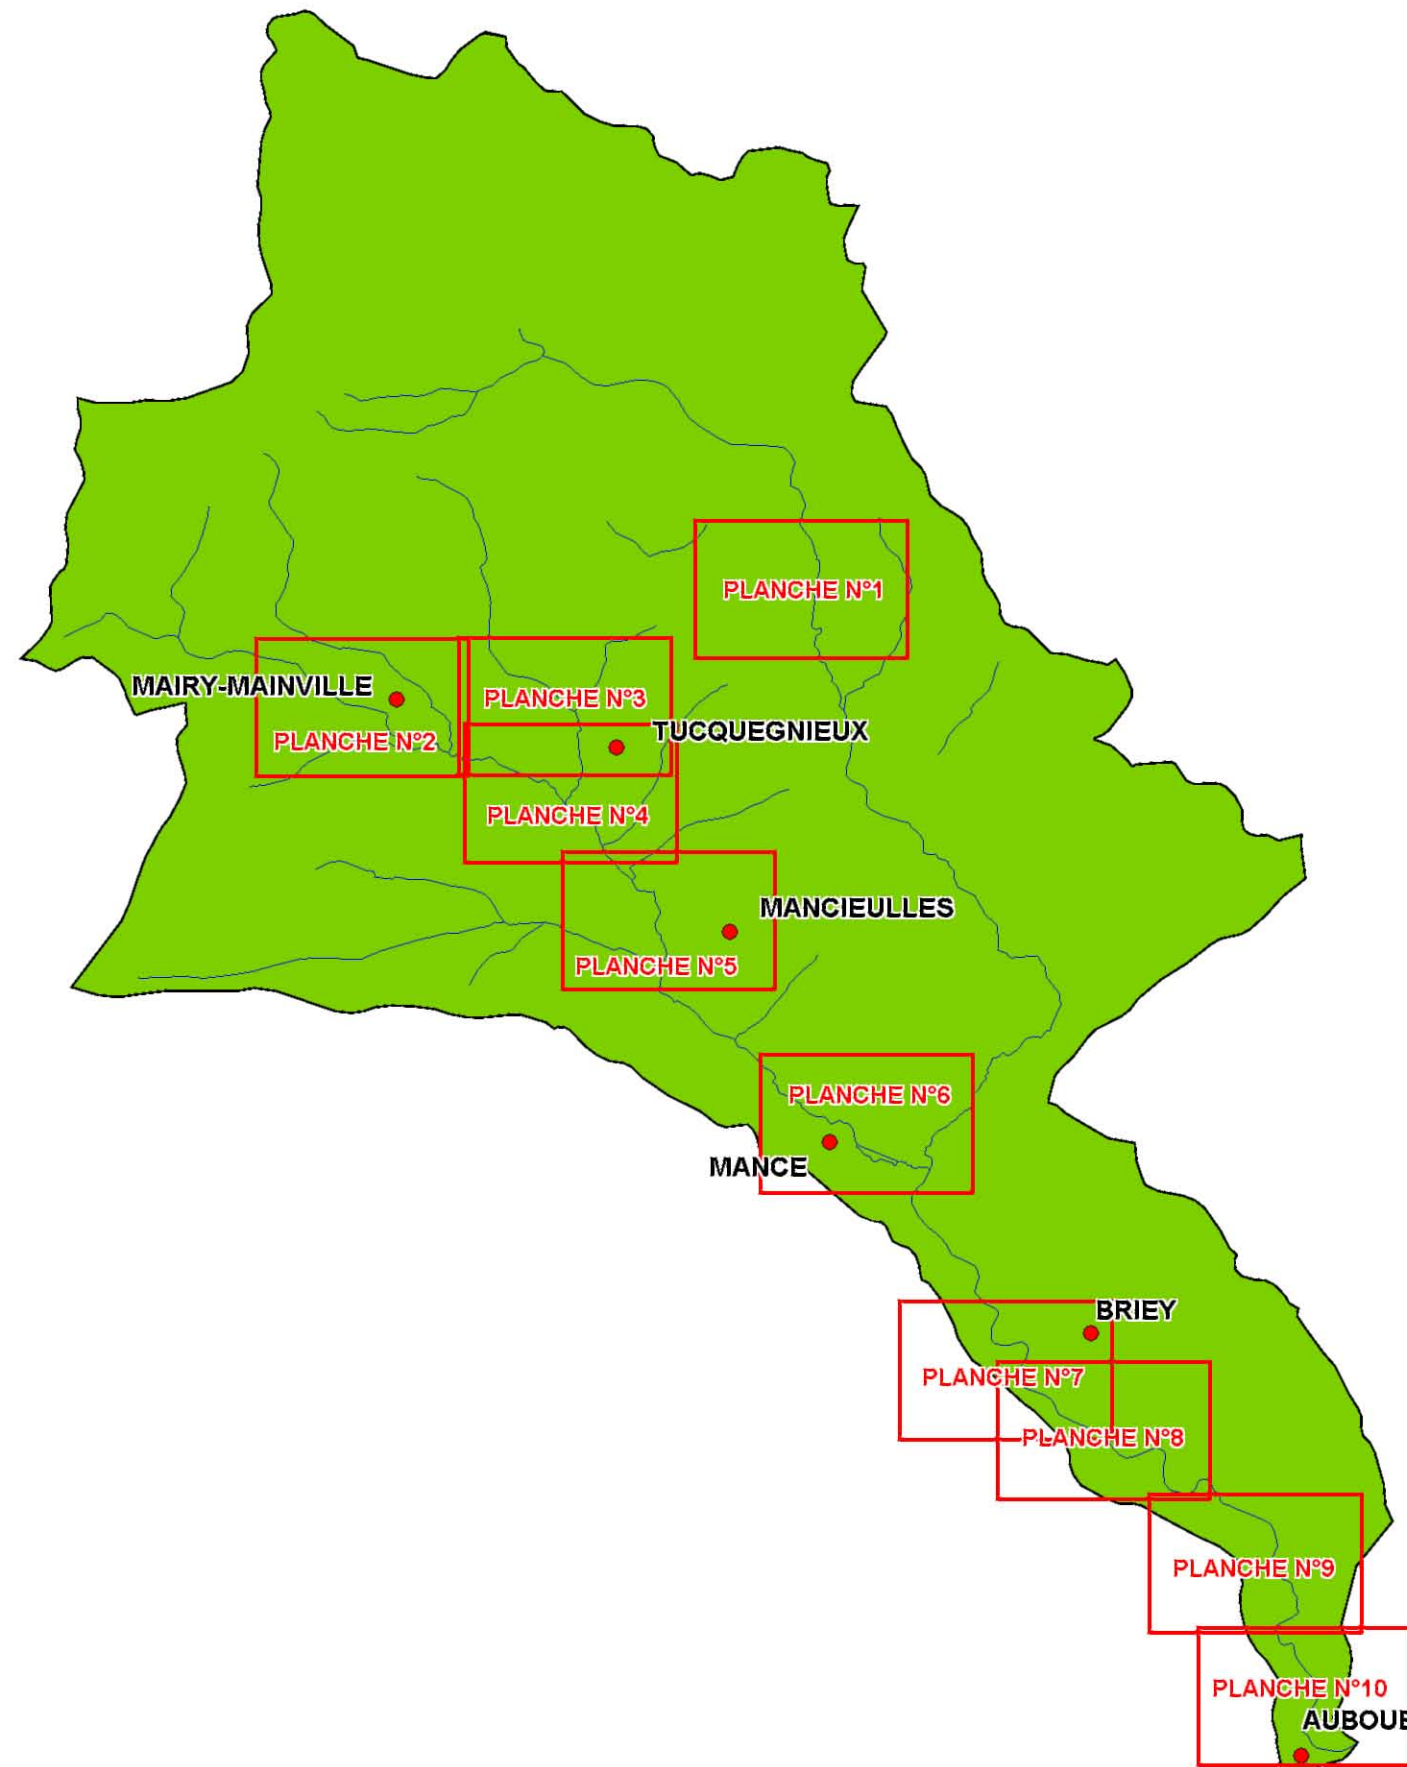 PLANCHE N°1
MAIRY-MAINVILLE
PLANCHE N°3
TUCQUEGNIEUX
PLANCHE N°2
PLANCHE N°4
MANCIEULLES
PLANCHE N°5
PLANCHE N°6
MANCE
BRIEY
PLANCHE N°7
PLANCHE N°8
PLANCHE N°9
PLANCHE N°10
AUBOUE